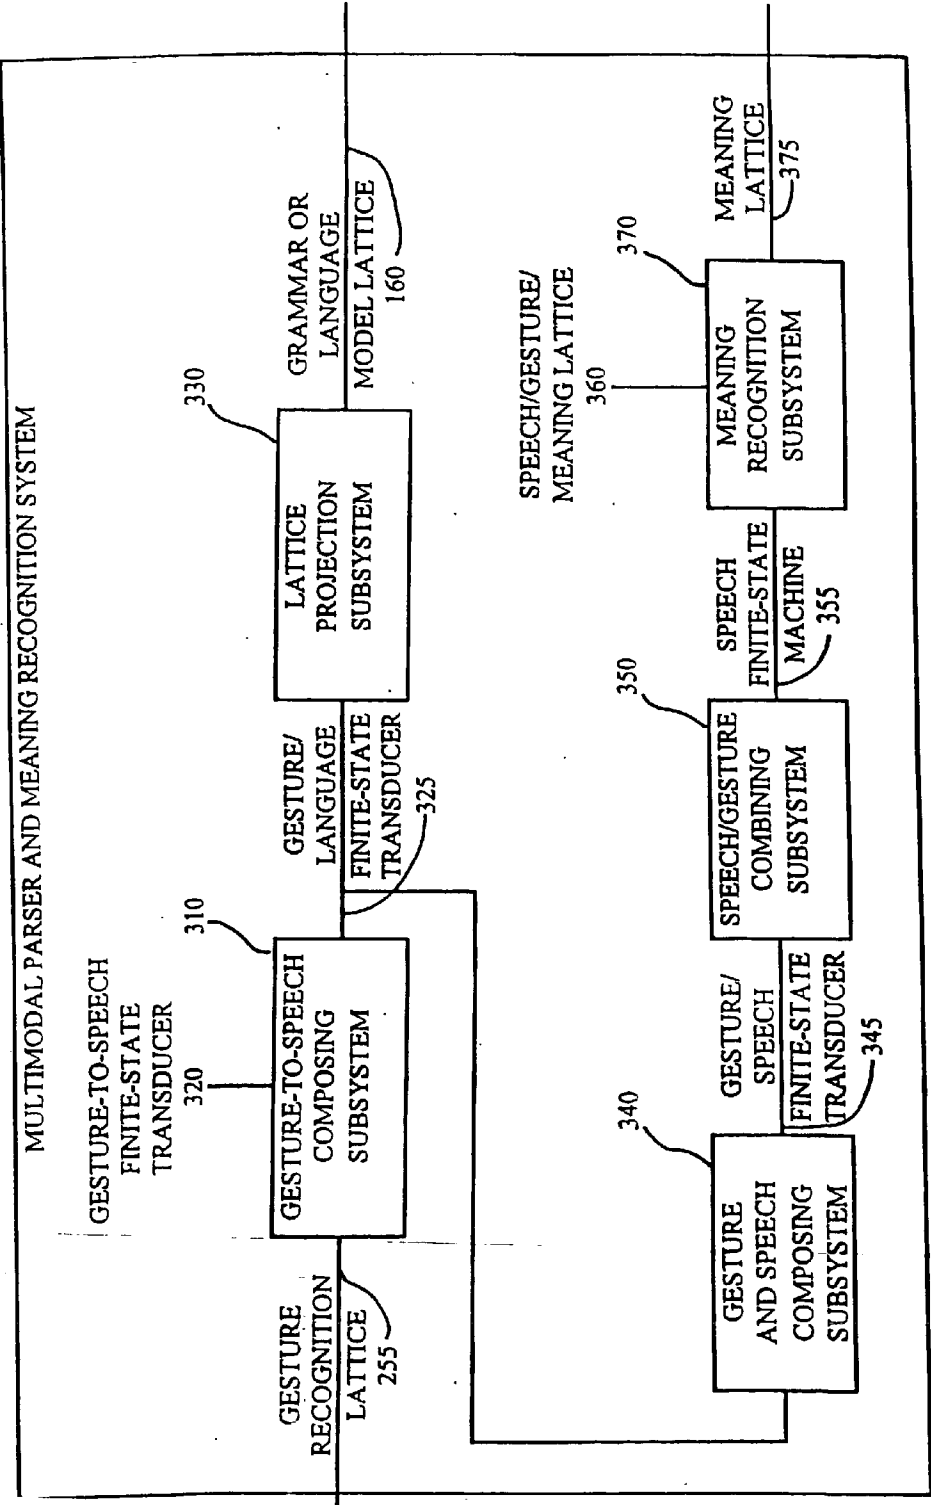 MULTIMODAL PARSER AND MEANING RECOGNITION SYSTEM
GESTURE-TO-SPEECH
FINITE-STATE
TRANSDUCER
320
GESTURE
RECOGNITION
LATTICE
255
310
GESTURE-TO-SPEECH
COMPOSING
SUBSYSTEM
GESTURE/
LANGUAGE
FINITE-STATE
TRANSDUCER
325
330
LATTICE
PROJECTION
SUBSYSTEM
GRAMMAR OR
LANGUAGE
MODEL LATTICE
160
340
GESTURE
AND SPEECH
COMPOSING
SUBSYSTEM
GESTURE/
SPEECH
FINITE-STATE
TRANSDUCER
345
350
SPEECH/GESTURE
COMBINING
SUBSYSTEM
SPEECH
FINITE-STATE
MACHINE
355
SPEECH/GESTURE/
MEANING LATTICE
360
370
MEANING
RECOGNITION
SUBSYSTEM
MEANING
LATTICE
375